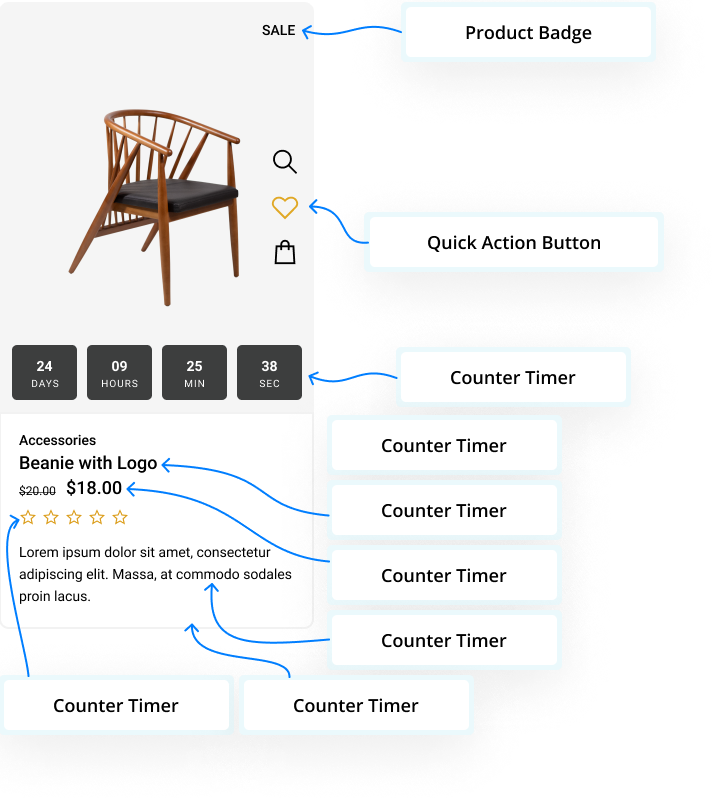 SALE
Product Badge
Quick Action Button
24
DAYS
09
HOURS
25
MIN
38
SEC
Counter Timer
Accessories
Counter Timer
Beanie with Logo
$20.00 $18.00
Counter Timer
Lorem ipsum dolor sit amet, consectetur
adipiscing elit. Massa, at commodo sodales
proin lacus.
Counter Timer
Counter Timer
Counter Timer
Counter Timer